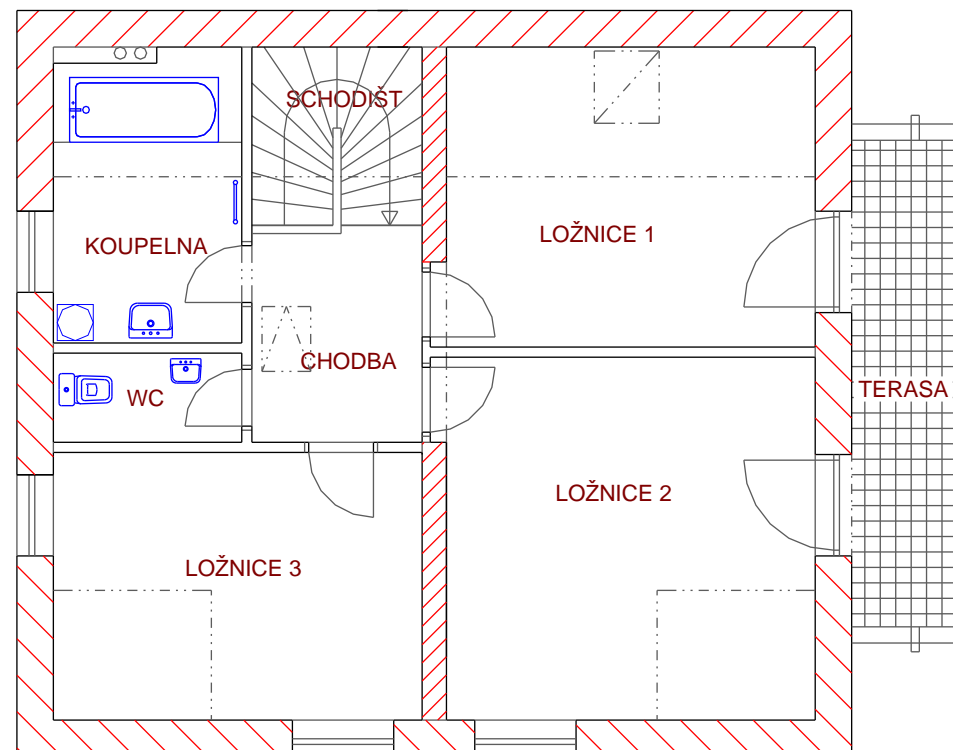 SCHODIŠT
KOUPELNA
LOŽNICE 1
CHODBA
WC
TERASA
LOŽNICE 2
LOŽNICE 3